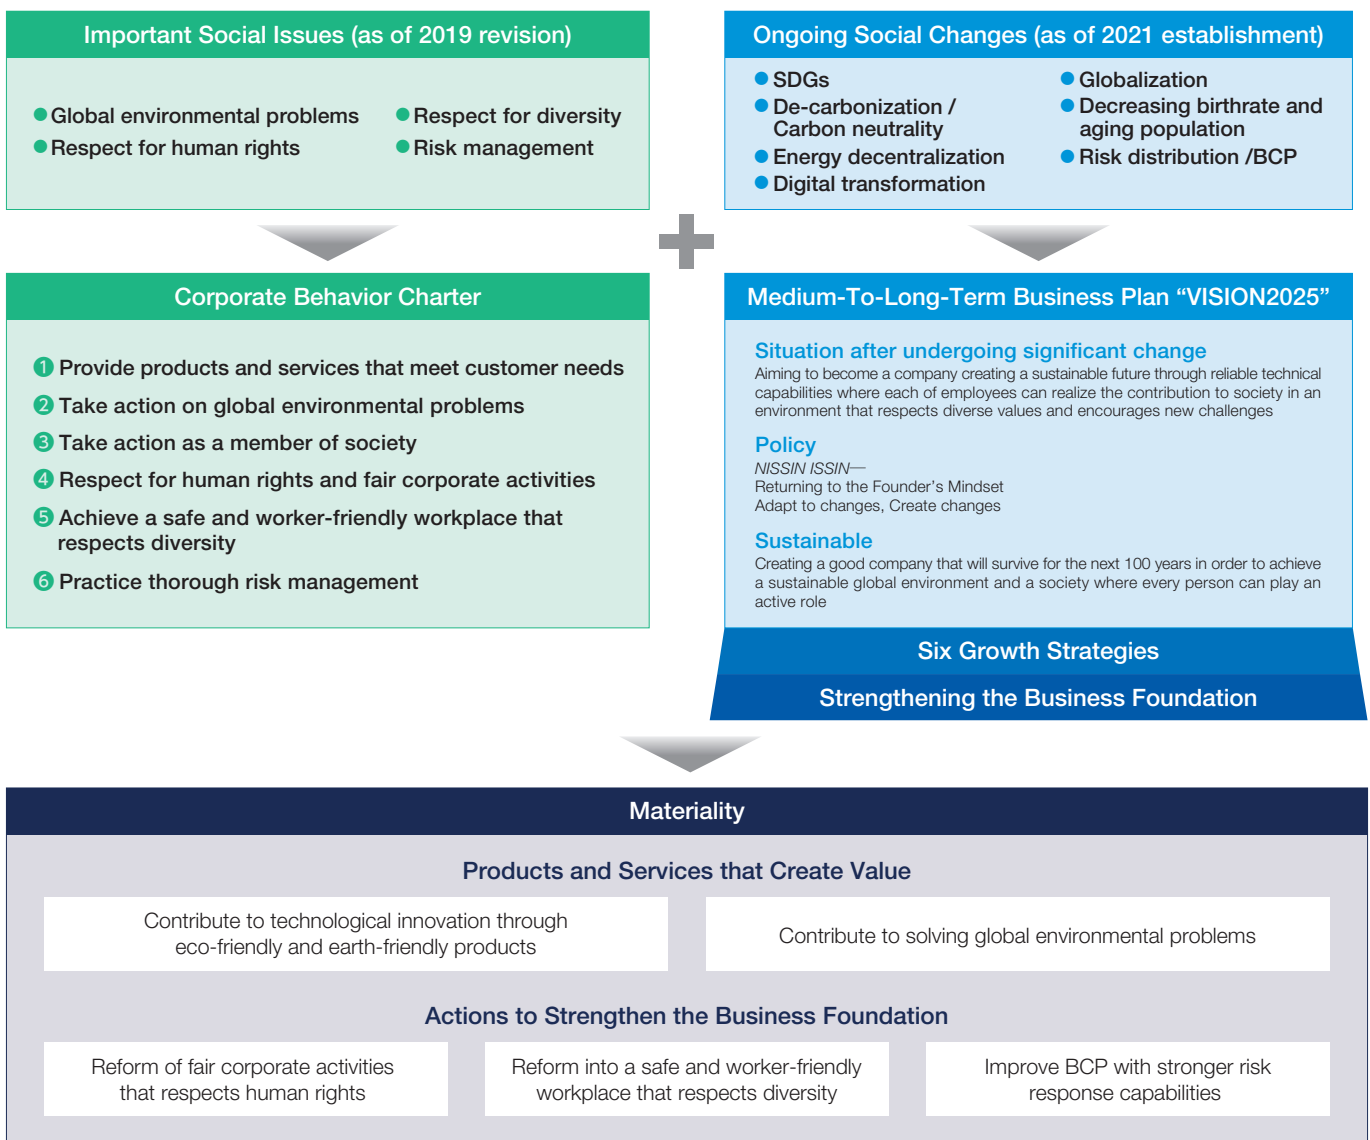 Important Social Issues (as of 2019 revision)
● Global environmental problems
● Respect for human rights
● Respect for diversity
● Risk management
Ongoing Social Changes (as of 2021 establishment)
● SDGs
● De-carbonization /
Carbon neutrality
● Energy decentralization
● Digital transformation
● Globalization
● Decreasing birthrate and
aging population
● Risk distribution /BCP
Corporate Behavior Charter
❶ Provide products and services that meet customer needs
❷ Take action on global environmental problems
❸ Take action as a member of society
❹ Respect for human rights and fair corporate activities
❺ Achieve a safe and worker-friendly workplace that
respects diversity
❻ Practice thorough risk management
Medium-To-Long-Term Business Plan “VISION2025”
Situation after undergoing significant change
Aiming to become a company creating a sustainable future through reliable technical
capabilities where each of employees can realize the contribution to society in an
environment that respects diverse values and encourages new challenges
Policy
NISSIN ISSIN—
Returning to the Founder’s Mindset
Adapt to changes, Create changes
Sustainable
Creating a good company that will survive for the next 100 years in order to achieve
a sustainable global environment and a society where every person can play an
active role
Six Growth Strategies
Strengthening the Business Foundation
Materiality
Products and Services that Create Value
Contribute to technological innovation through
eco-friendly and earth-friendly products
Contribute to solving global environmental problems
Actions to Strengthen the Business Foundation
Reform of fair corporate activities
that respects human rights
Reform into a safe and worker-friendly
workplace that respects diversity
Improve BCP with stronger risk
response capabilities